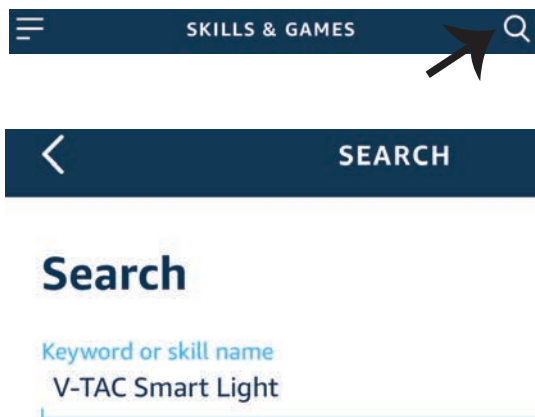 SKILLS & GAMES
SEARCH
Search
Keyword or skill name
V-TAC Smart Light